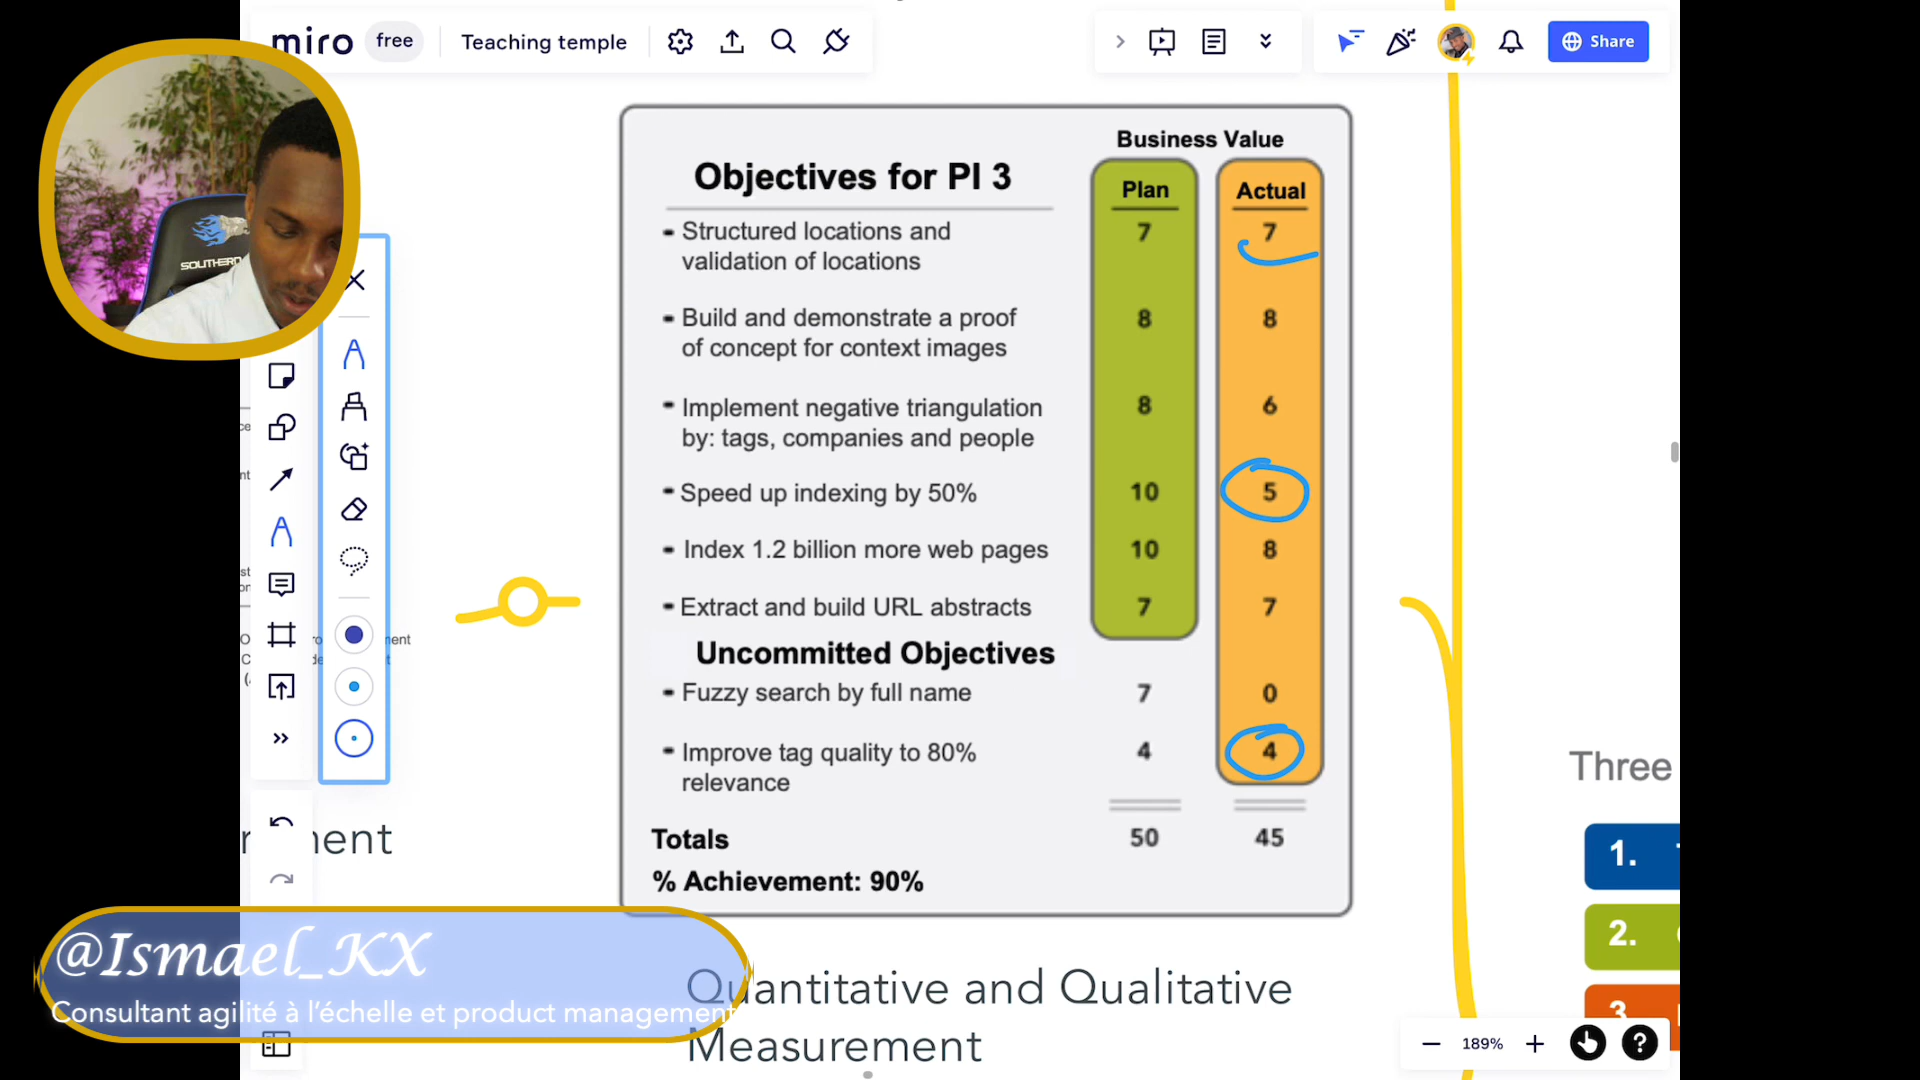 miro free Teaching temple
Share
SOUTHERN
Business Value
Objectives for PI 3 Plan Actual
- Structured locations and validation of locations 7 7
- Build and demonstrate a proof of concept for context images 8 8
- Implement negative triangulation by: tags, companies and people 8 6
- Speed up indexing by 50% 10 5
- Index 1.2 billion more web pages 10 8
- Extract and build URL abstracts 7 7
Uncommitted Objectives
- Fuzzy search by full name 7 0
- Improve tag quality to 80% relevance 4 4
Totals 50 45
% Achievement: 90%
Quantitative and Qualitative
Measurement
@Ismael_KX
Consultant agilité à l'échelle et product management
Three
1.
2.
3.
189%